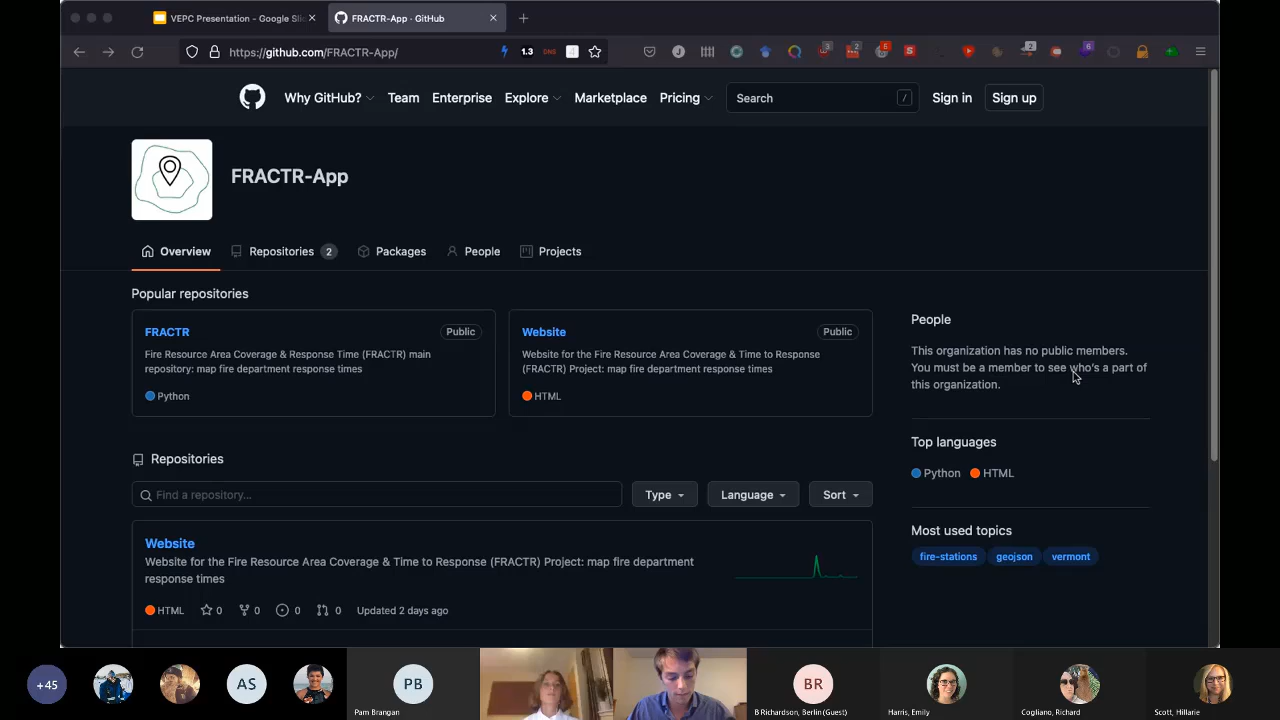 VEPC Presentation - Google Sli
FRACTR-App · GitHub
https://github.com/FRACTR-App/
1.3
3
2
6
2
6
Why GitHub?
Team
Enterprise
Explore
Marketplace
Pricing
Search
/
Sign in
Sign up
FRACTR-App
Overview
Repositories 2
Packages
People
Projects
Popular repositories
FRACTR
Public
Fire Resource Area Coverage & Response Time (FRACTR) main
repository: map fire department response times
Python
Website
Public
Website for the Fire Resource Area Coverage & Time to Response
(FRACTR) Project: map fire department response times
HTML
People
This organization has no public members.
You must be a member to see who's a part of
this organization.
Top languages
Python HTML
Most used topics
fire-stations geojson vermont
Repositories
Find a repository...
Type
Language
Sort
Website
Website for the Fire Resource Area Coverage & Time to Response (FRACTR) Project: map fire department
response times
HTML 0 0 0 0 Updated 2 days ago
+45
AS
PB
Pam Brangan
BR
B Richardson, Berlin (Guest)
Harris, Emily
Cogliano, Richard
Scott, Hillarie